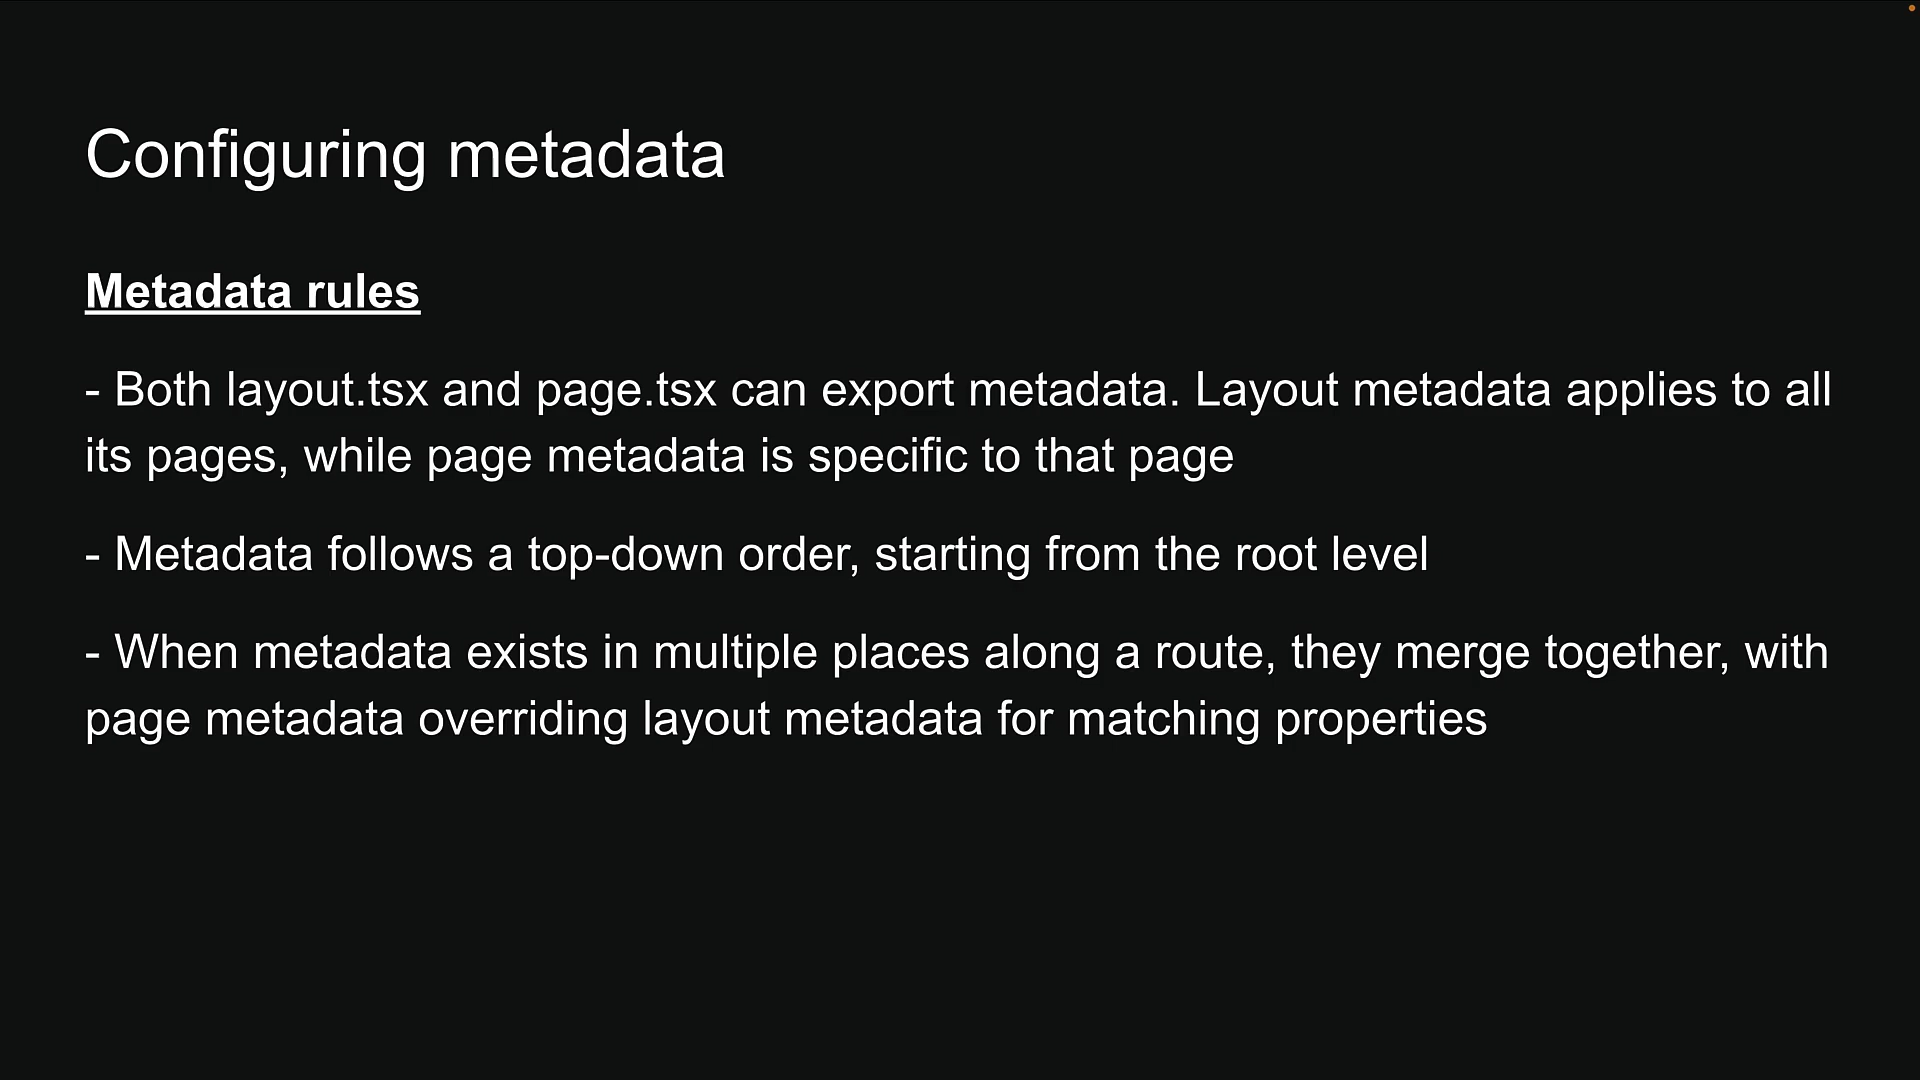 Configuring metadata
Metadata rules
- Both layout.tsx and page.tsx can export metadata. Layout metadata applies to all
its pages, while page metadata is specific to that page
- Metadata follows a top-down order, starting from the root level
- When metadata exists in multiple places along a route, they merge together, with
page metadata overriding layout metadata for matching properties